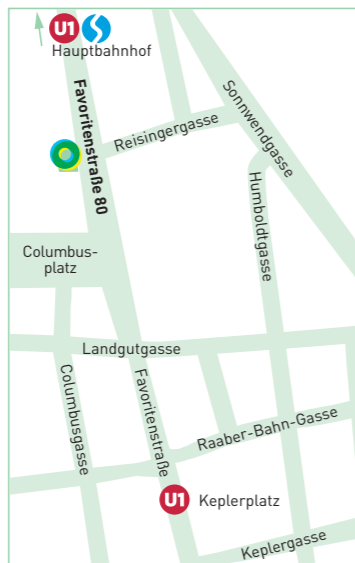 U1
Hauptbahnhof
Sonnwendgasse
Reisingergasse
Favoritenstraße 80
Humboldtgasse
Columbus-
platz
Landgutgasse
Columbusgasse
Favoritenstraße
Raaber-Bahn-Gasse
U1 Keplerplatz
Keplergasse